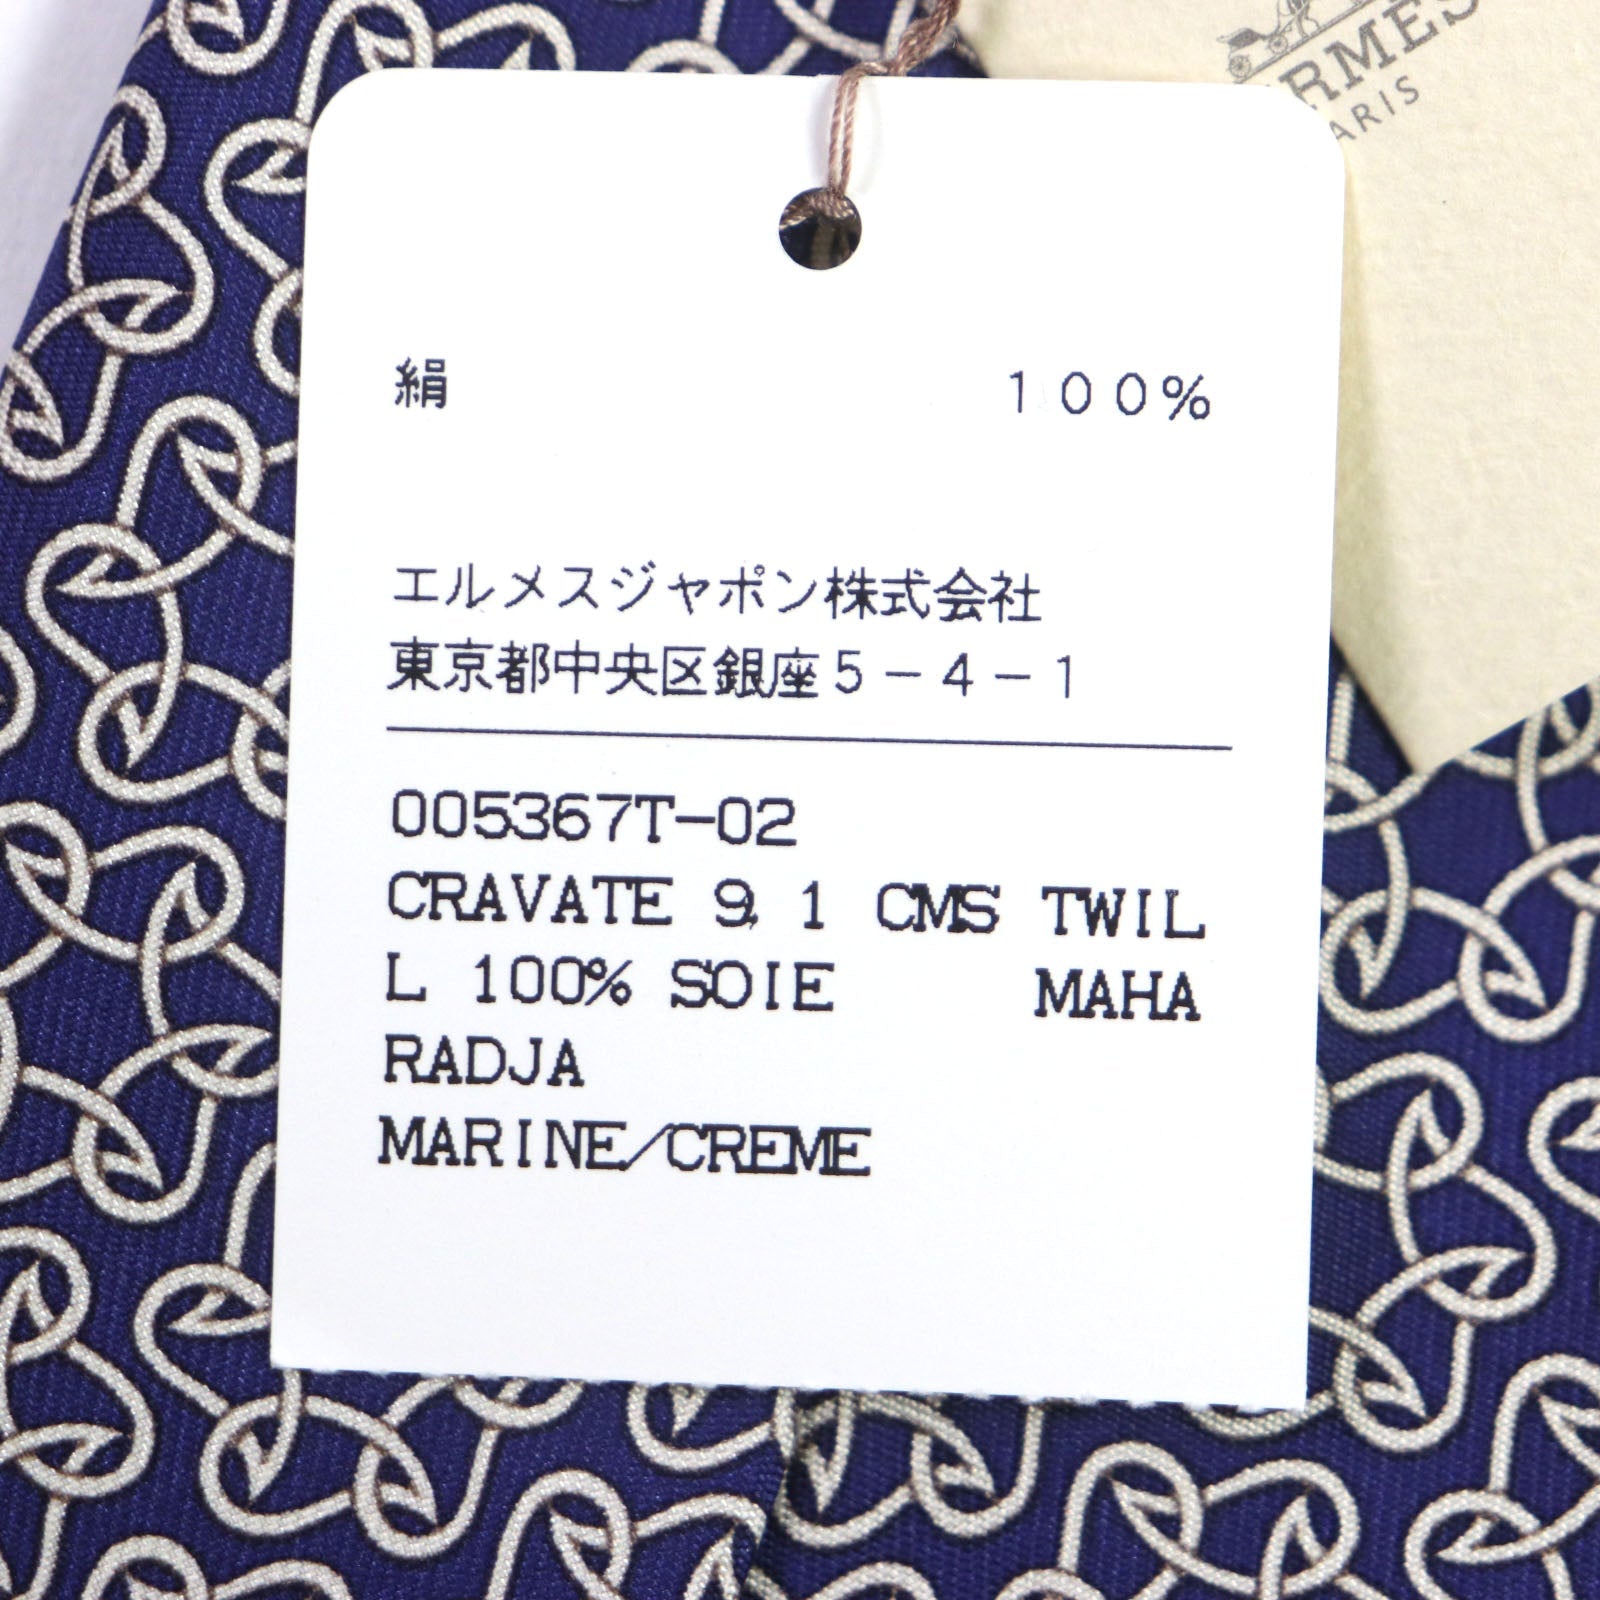 HERMES
PARIS
絹 100%
エルメスジャポン株式会社
東京都中央区銀座5-4-1
005367T-02
CRAVATE 9,1 CMS TWIL
L 100% SOIE MAHA
RADJA
MARINE/CREME